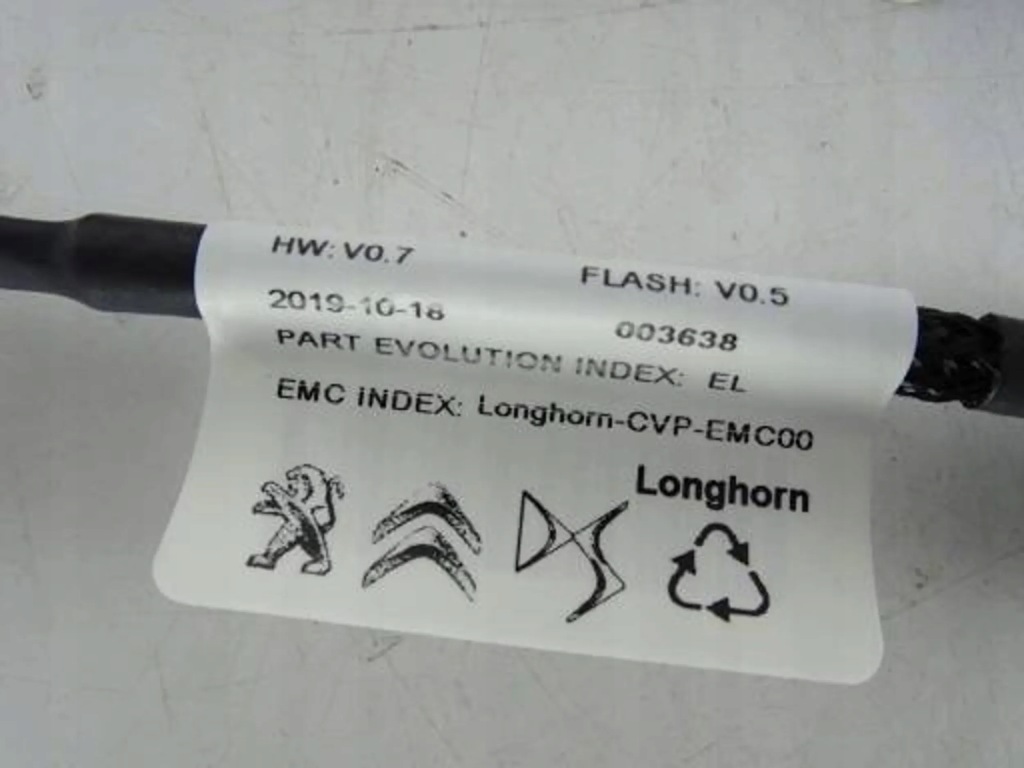 HW: V0.7 FLASH: V0.5
2019-10-18 003638
PART EVOLUTION INDEX: EL
EMC INDEX: Longhorn-CVP-EMC00
Longhorn